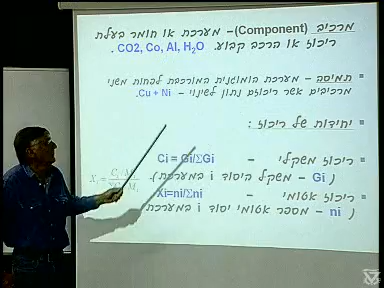 מרכיב (Component) – מערכת או חומר בעלת
ריכוז או הרכב קבוע. CO2, Co, Al, H₂O.
תמיסה – מערכת הומוגנית המורכבת לפחות משני
מרכיבים אשר ריכוזם נתון לשינוי – Cu + Ni.
יחידות של ריכוז :
ריכוז משקלי - Ci = Gi/ΣGi
( Gi – משקל היסוד i במערכת).
ריכוז אטומי - Xi=ni/Σni
( ni – מספר אטומי יסוד i במערכת.